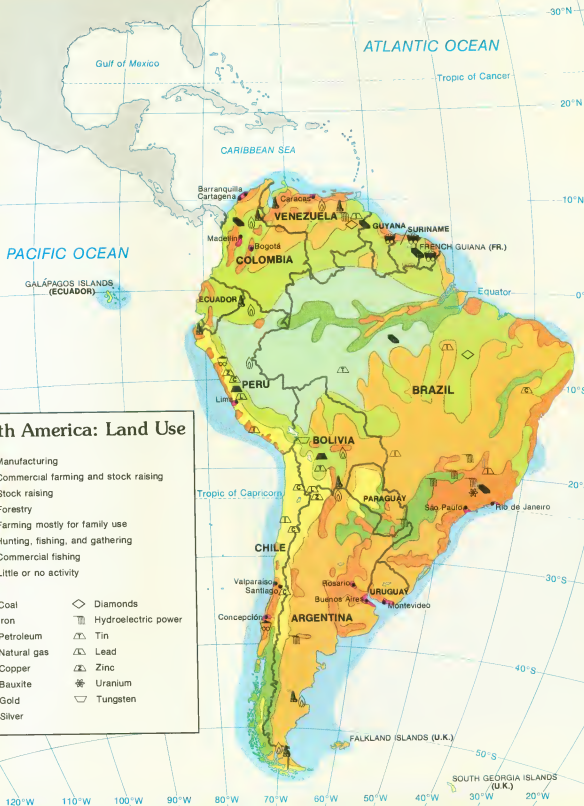 30°N
ATLANTIC OCEAN
Gulf of Mexico
Tropic of Cancer
20°N
CARIBBEAN SEA
Barranquilla
Cartagena
Caracas
10°N
VENEZUELA
GUYANA
SURINAME
Medellín
Bogotá
FRENCH GUIANA (FR.)
PACIFIC OCEAN
COLOMBIA
GALÁPAGOS ISLANDS
(ECUADOR)
Equator
0°
ECUADOR
PERU
BRAZIL
10°S
Lima
th America: Land Use
BOLIVIA
Manufacturing
Commercial farming and stock raising
Stock raising
Forestry
Farming mostly for family use
Hunting, fishing, and gathering
Commercial fishing
Little or no activity
Coal
Iron
Petroleum
Natural gas
Copper
Bauxite
Gold
Silver
Diamonds
Hydroelectric power
Tin
Lead
Zinc
Uranium
Tungsten
Tropic of Capricorn
PARAGUAY
20°S
São Paulo
Rio de Janeiro
CHILE
Valparaíso
Santiago
Rosario
URUGUAY
30°S
Buenos Aires
Montevideo
Concepción
ARGENTINA
40°S
FALKLAND ISLANDS (U.K.)
50°S
SOUTH GEORGIA ISLANDS
(U.K.)
120°W
110°W
100°W
90°W
80°W
70°W
60°W
50°W
40°W
30°W
20°W